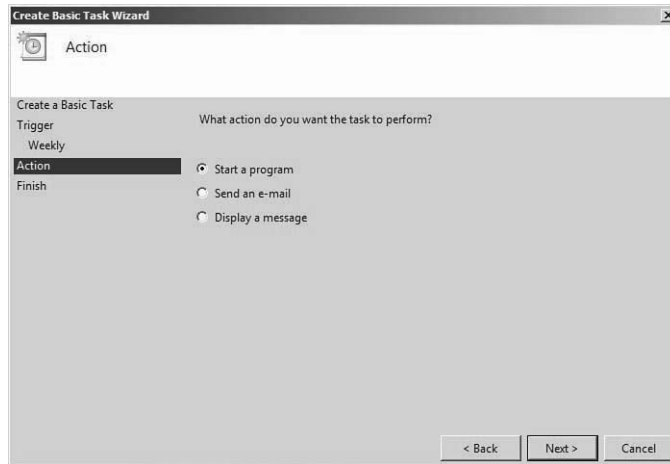 Create Basic Task Wizard
Action
Create a Basic Task
Trigger
Weekly
Action
Finish
What action do you want the task to perform?
Start a program
Send an e-mail
Display a message
< Back
Next >
Cancel